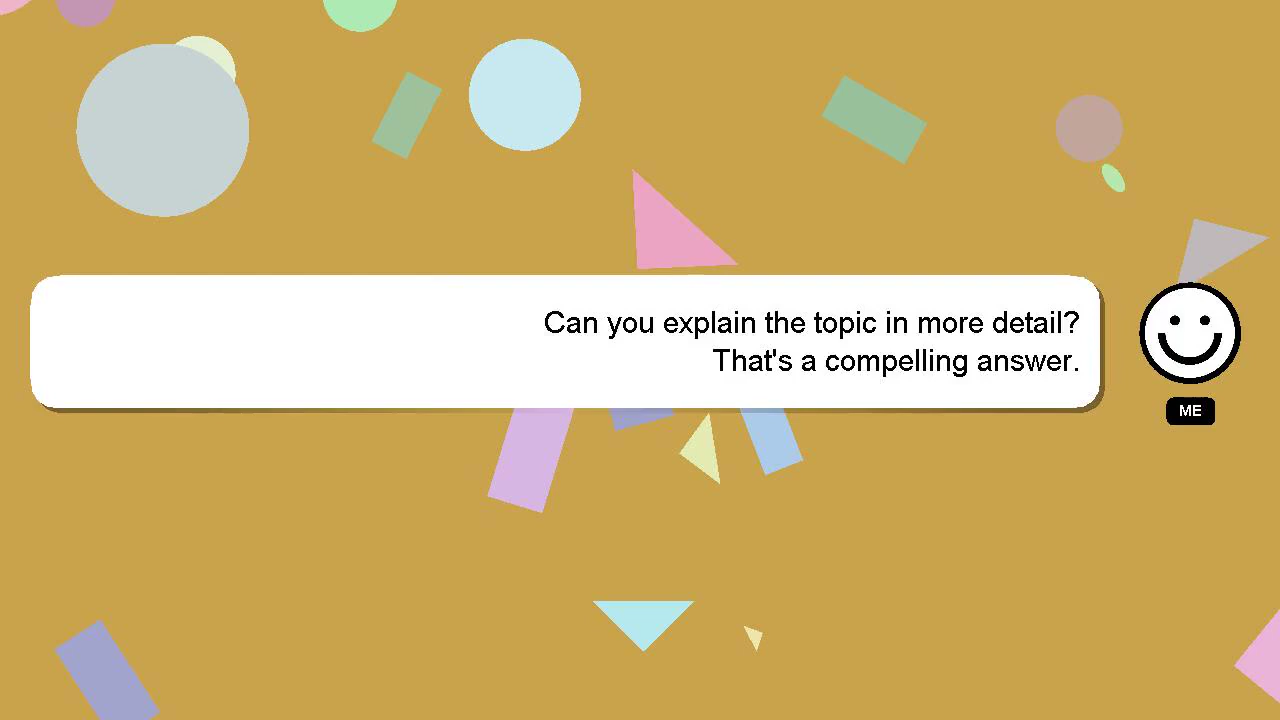 Can you explain the topic in more detail?
That's a compelling answer.
ME